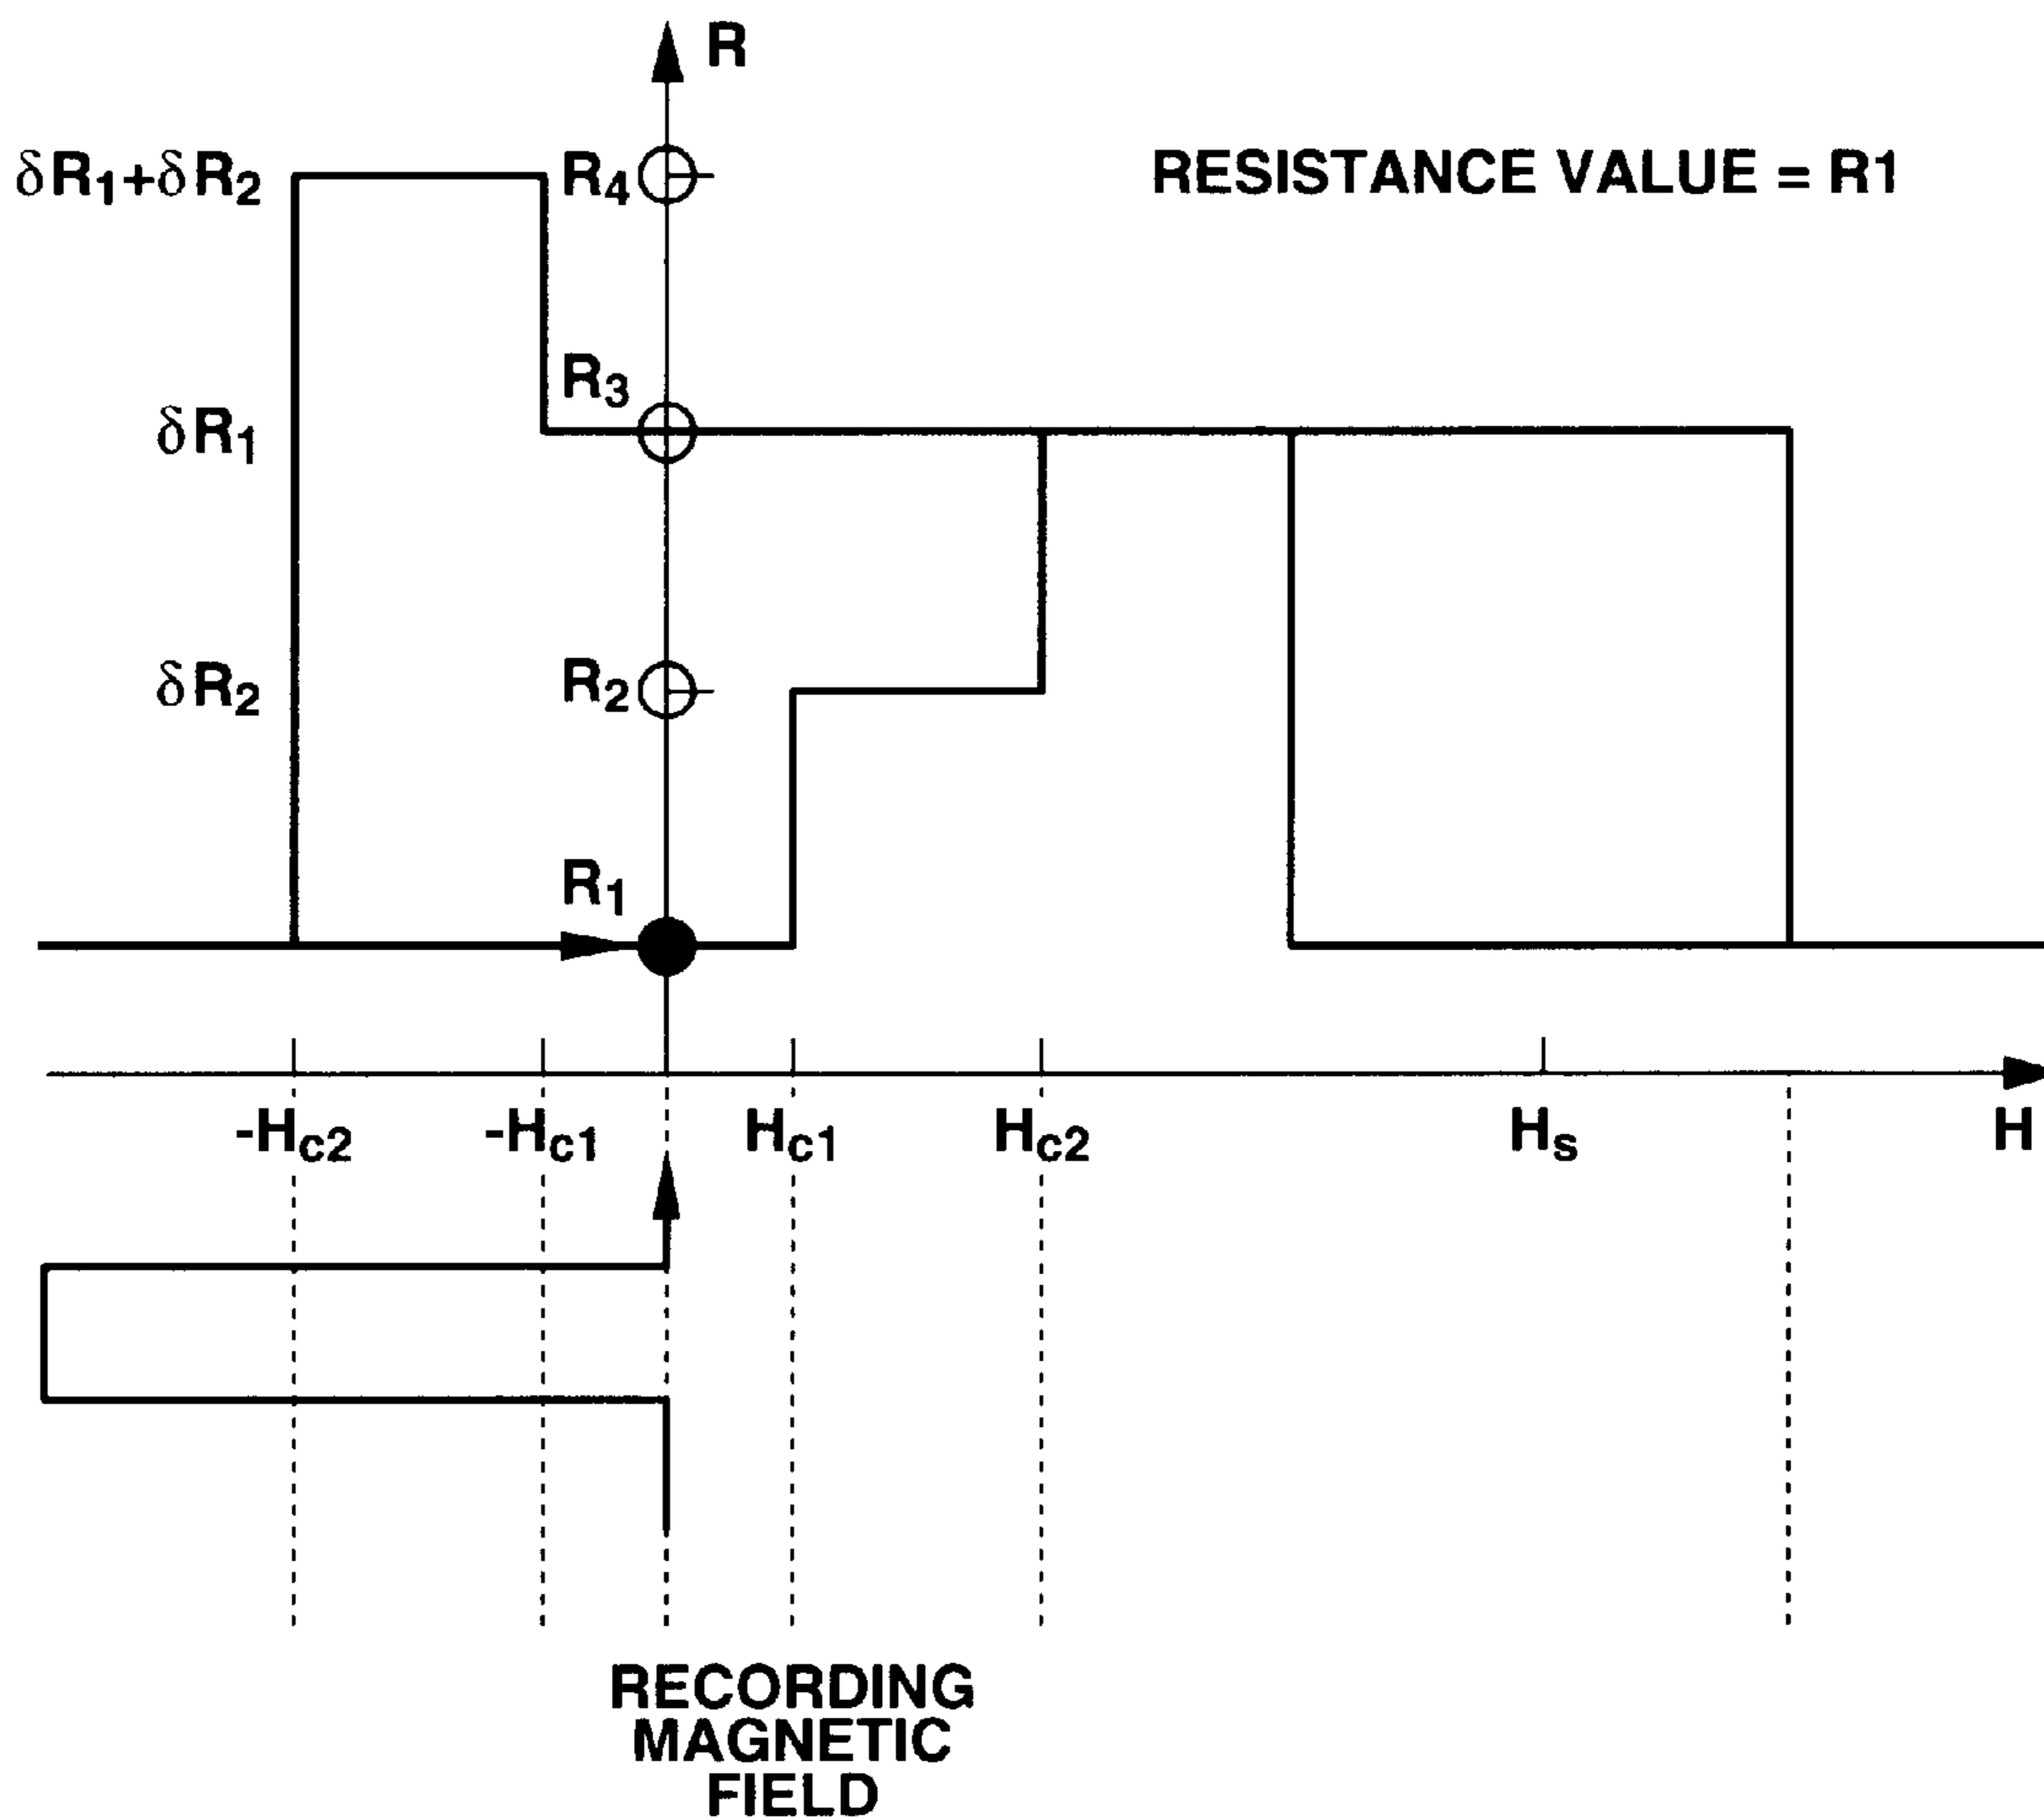 R
δR₁+δR₂
R₄
RESISTANCE VALUE = R1
R₃
δR₁
δR₂
R₂
R₁
-Hc2
-Hc1
Hc1
Hc2
Hs
H
RECORDING
MAGNETIC
FIELD